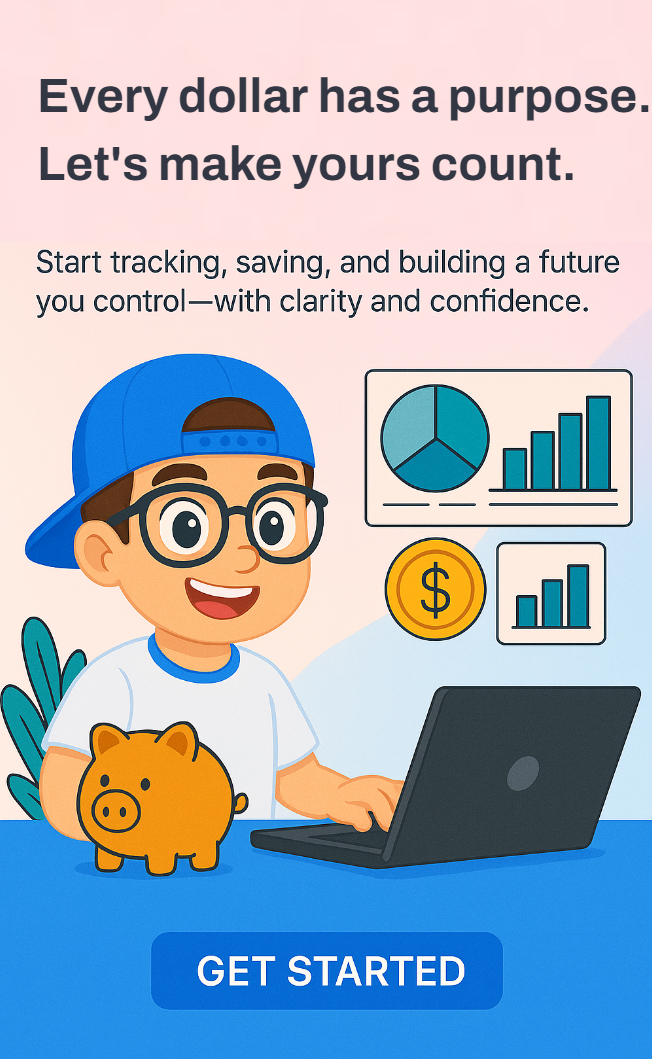 Every dollar has a purpose.
Let's make yours count.
Start tracking, saving, and building a future
you control—with clarity and confidence.
$
GET STARTED